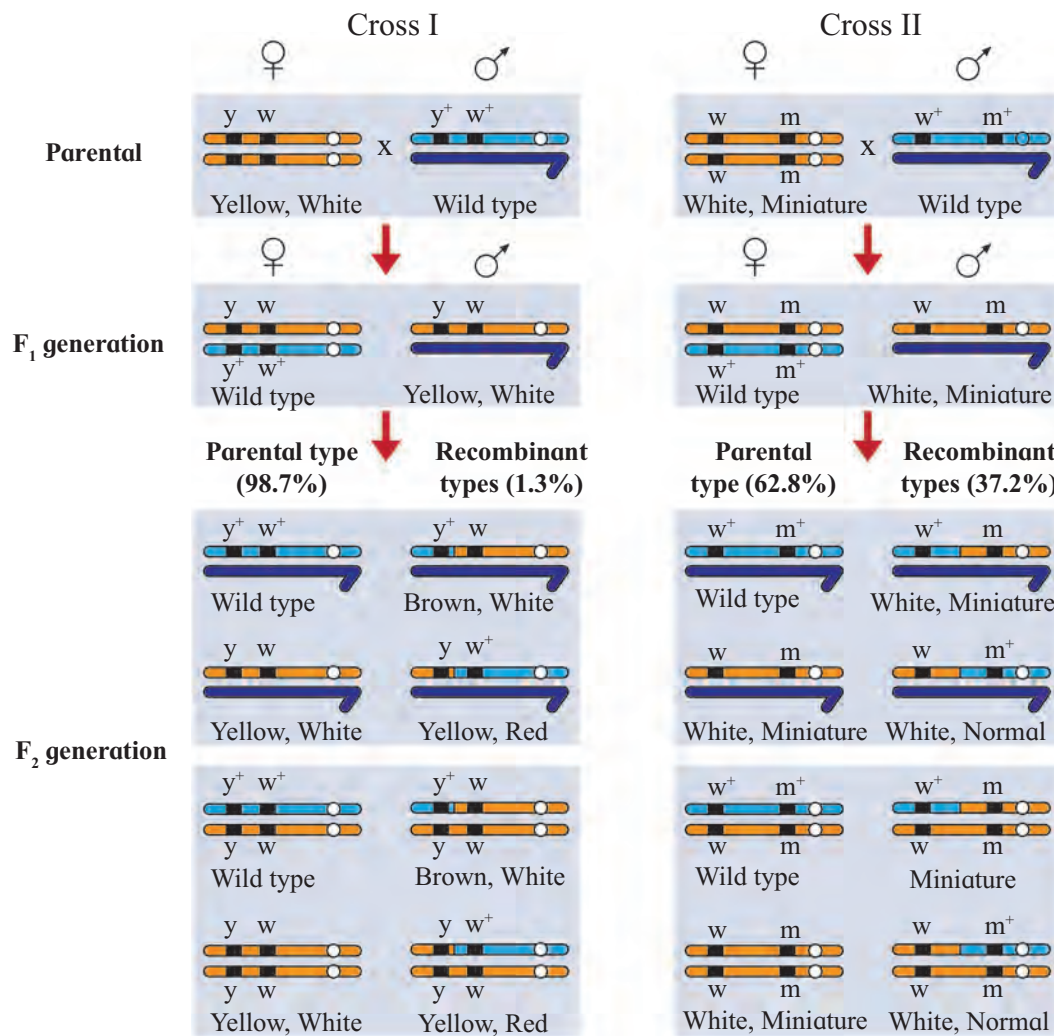 Cross I Cross II
♀ ♂ ♀ ♂
y w y⁺ w⁺ w m w⁺ m⁺
Parental x x
w m
Yellow, White Wild type White, Miniature Wild type
♀ ♂ ♀ ♂
y w y w w m w m
F₁ generation
y⁺ w⁺ w⁺ m⁺
Wild type Yellow, White Wild type White, Miniature
Parental type Recombinant Parental Recombinant
(98.7%) types (1.3%) type (62.8%) types (37.2%)
y⁺ w⁺ y⁺ w w⁺ m⁺ w⁺ m
Wild type Brown, White Wild type White, Miniature
y w y w⁺ w m w m⁺
Yellow, White Yellow, Red White, Miniature White, Normal
F₂ generation
y⁺ w⁺ y⁺ w w⁺ m⁺ w⁺ m
y w y w w m w m
Wild type Brown, White Wild type Miniature
y w y w⁺ w m w m⁺
y w y w w m w m
Yellow, White Yellow, Red White, Miniature White, Normal